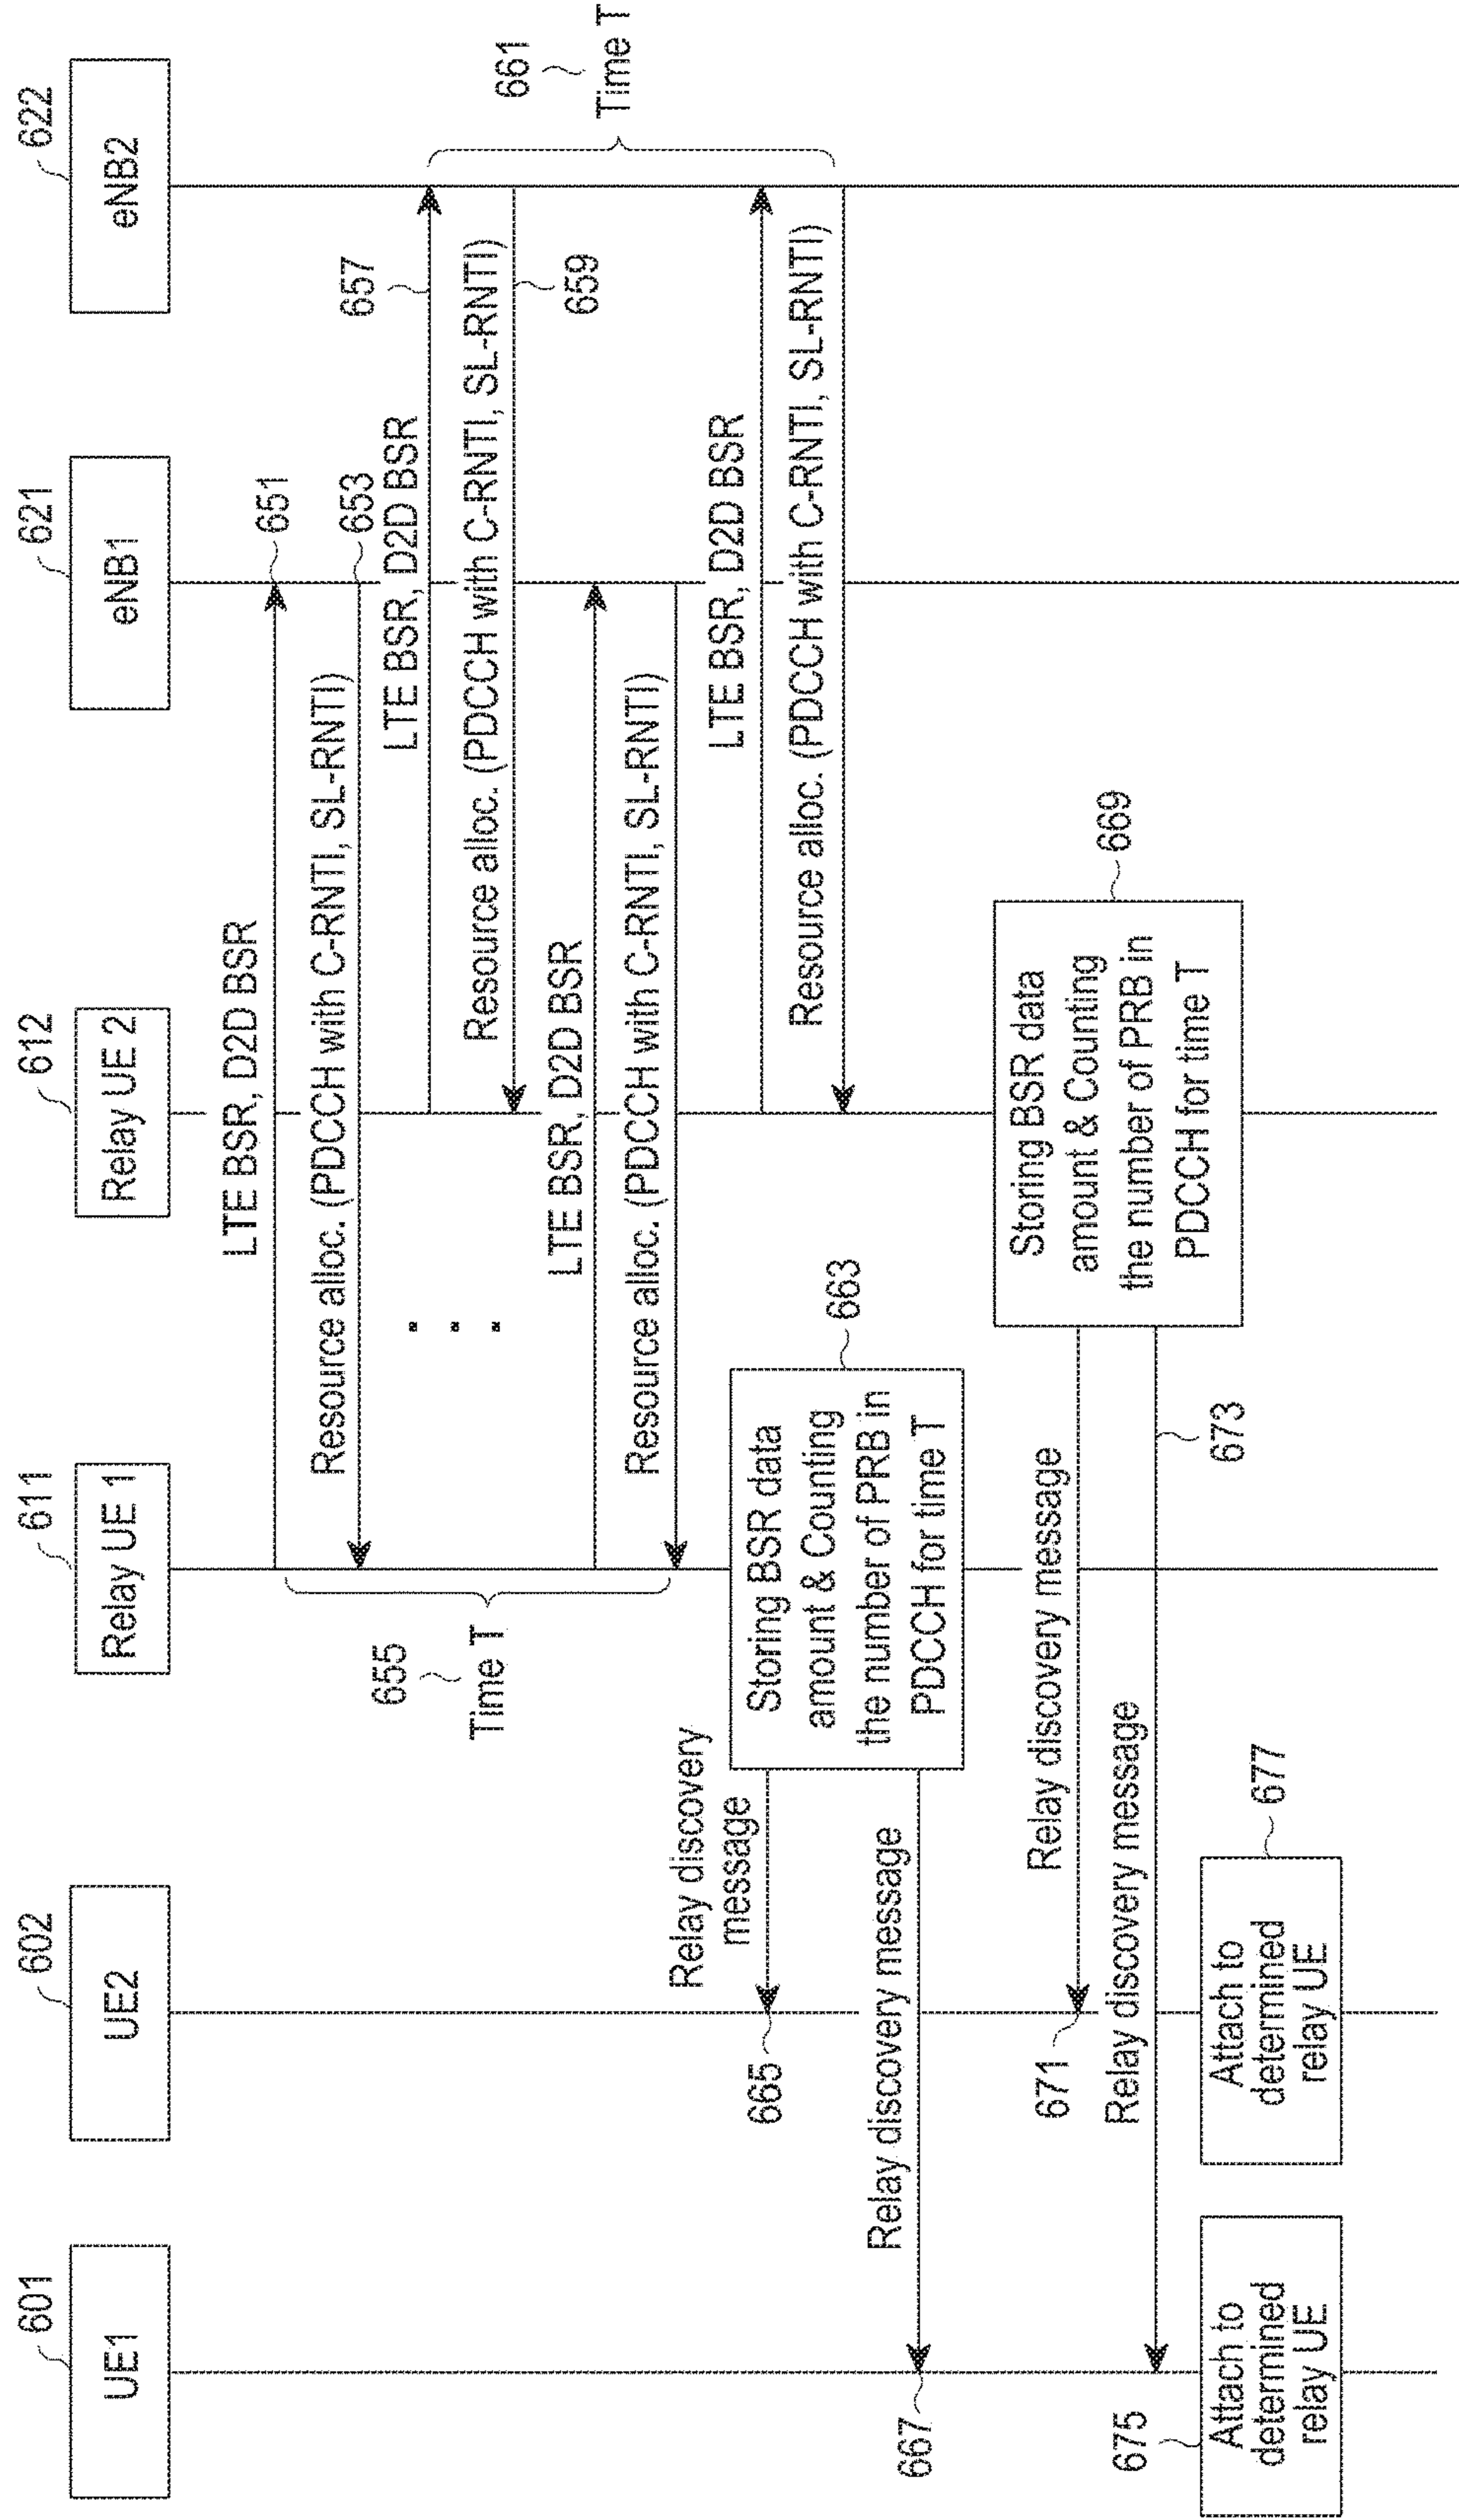 601
UE1
602
UE2
611
Relay UE 1
612
Relay UE 2
621
eNB1
622
eNB2
LTE BSR, D2D BSR
651
Resource alloc. (PDCCH with C-RNTI, SL-RNTI)
653
655
Time T
LTE BSR, D2D BSR
657
Resource alloc. (PDCCH with C-RNTI, SL-RNTI)
659
661
Time T
LTE BSR, D2D BSR
Resource alloc. (PDCCH with C-RNTI, SL-RNTI)
LTE BSR, D2D BSR
Resource alloc. (PDCCH with C-RNTI, SL-RNTI)
663
Storing BSR data
amount & Counting
the number of PRB in
PDCCH for time T
Relay discovery
message
665
Relay discovery message
667
669
Storing BSR data
amount & Counting
the number of PRB in
PDCCH for time T
Relay discovery message
671
Relay discovery message
673
675
Attach to
determined
relay UE
677
Attach to
determined
relay UE